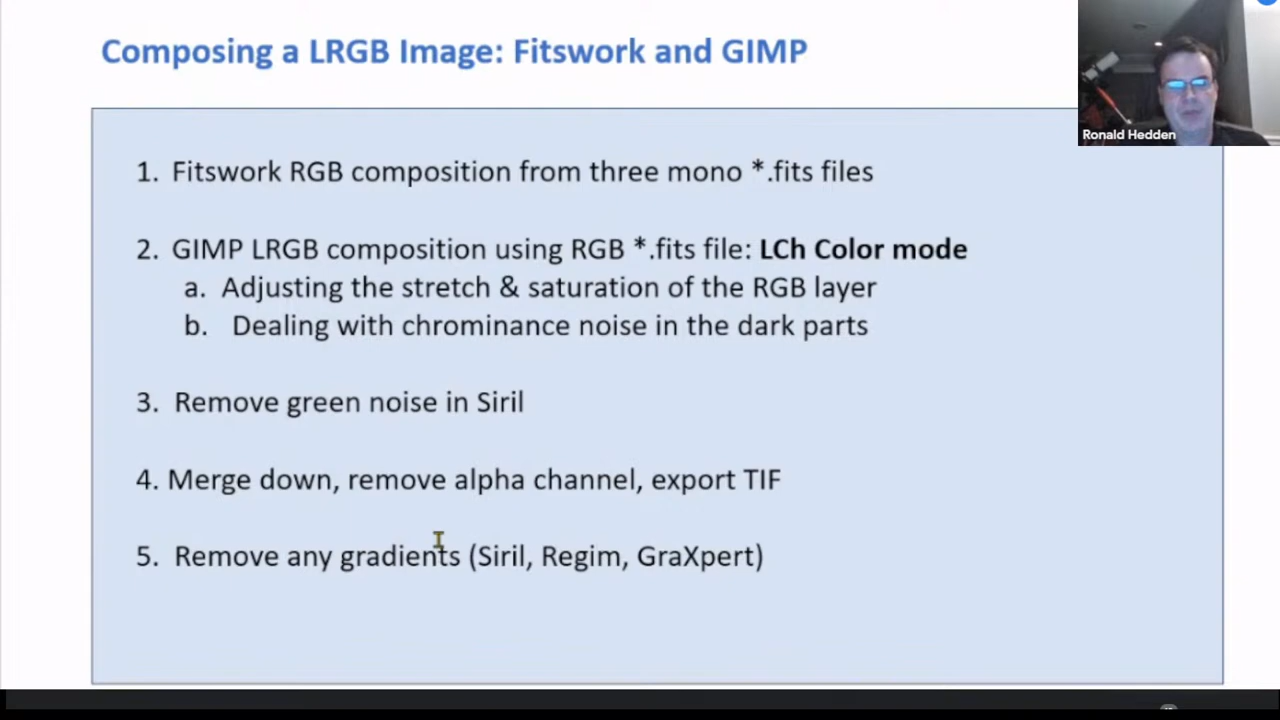 Composing a LRGB Image: Fitswork and GIMP
Ronald Hedden
1. Fitswork RGB composition from three mono *.fits files
2. GIMP LRGB composition using RGB *.fits file: LCh Color mode
a. Adjusting the stretch & saturation of the RGB layer
b. Dealing with chrominance noise in the dark parts
3. Remove green noise in Siril
4. Merge down, remove alpha channel, export TIF
5. Remove any gradients (Siril, Regim, GraXpert)